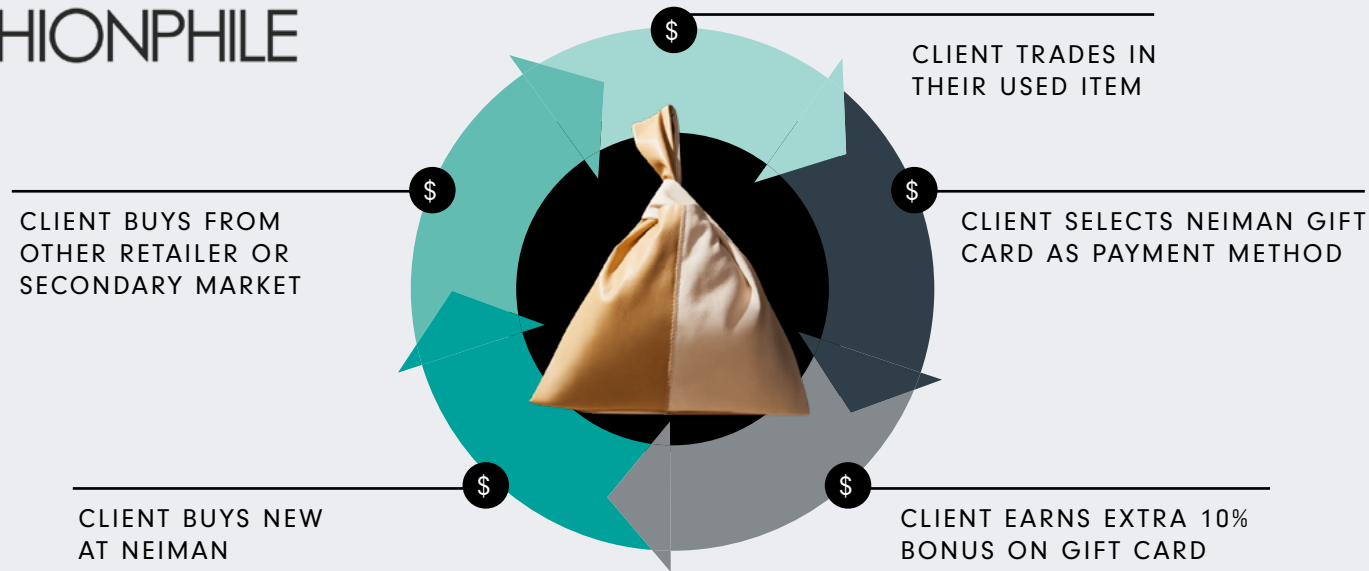 HIONPHILE
$
CLIENT TRADES IN
THEIR USED ITEM
$
CLIENT SELECTS NEIMAN GIFT
CARD AS PAYMENT METHOD
$
CLIENT EARNS EXTRA 10%
BONUS ON GIFT CARD
$
CLIENT BUYS NEW
AT NEIMAN
$
CLIENT BUYS FROM
OTHER RETAILER OR
SECONDARY MARKET